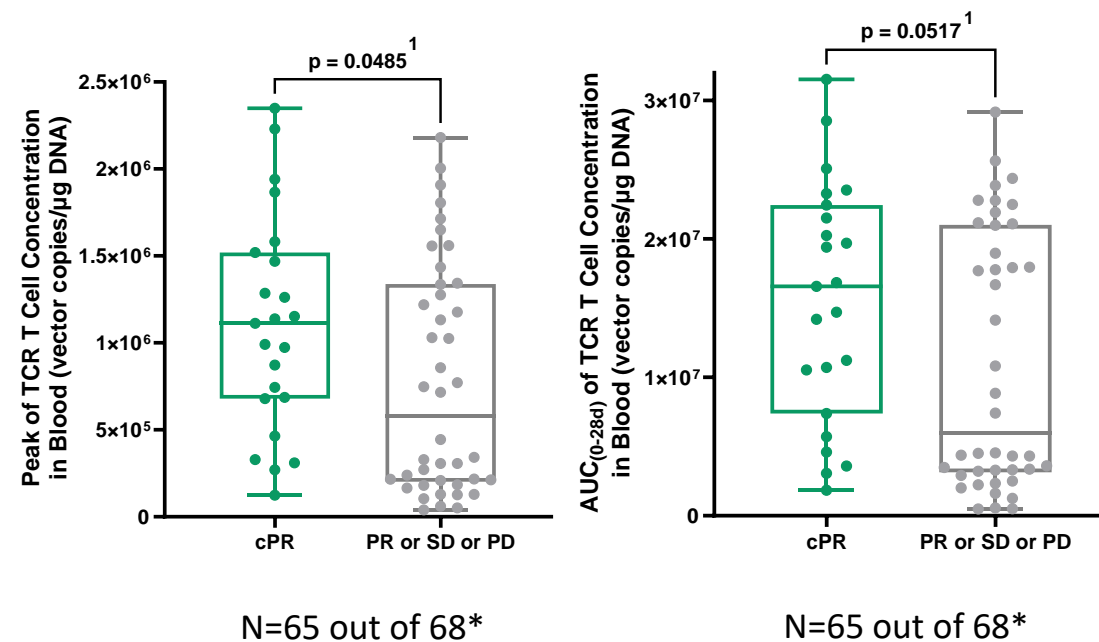 p = 0.0485¹
Peak of TCR T Cell Concentration
in Blood (vector copies/µg DNA)
2.5×10⁶
2×10⁶
1.5×10⁶
1×10⁶
5×10⁵
0
cPR
PR or SD or PD
N=65 out of 68*
p = 0.0517¹
AUC(0-28d) of TCR T Cell Concentration
in Blood (vector copies/µg DNA)
3×10⁷
2×10⁷
1×10⁷
0
cPR
PR or SD or PD
N=65 out of 68*